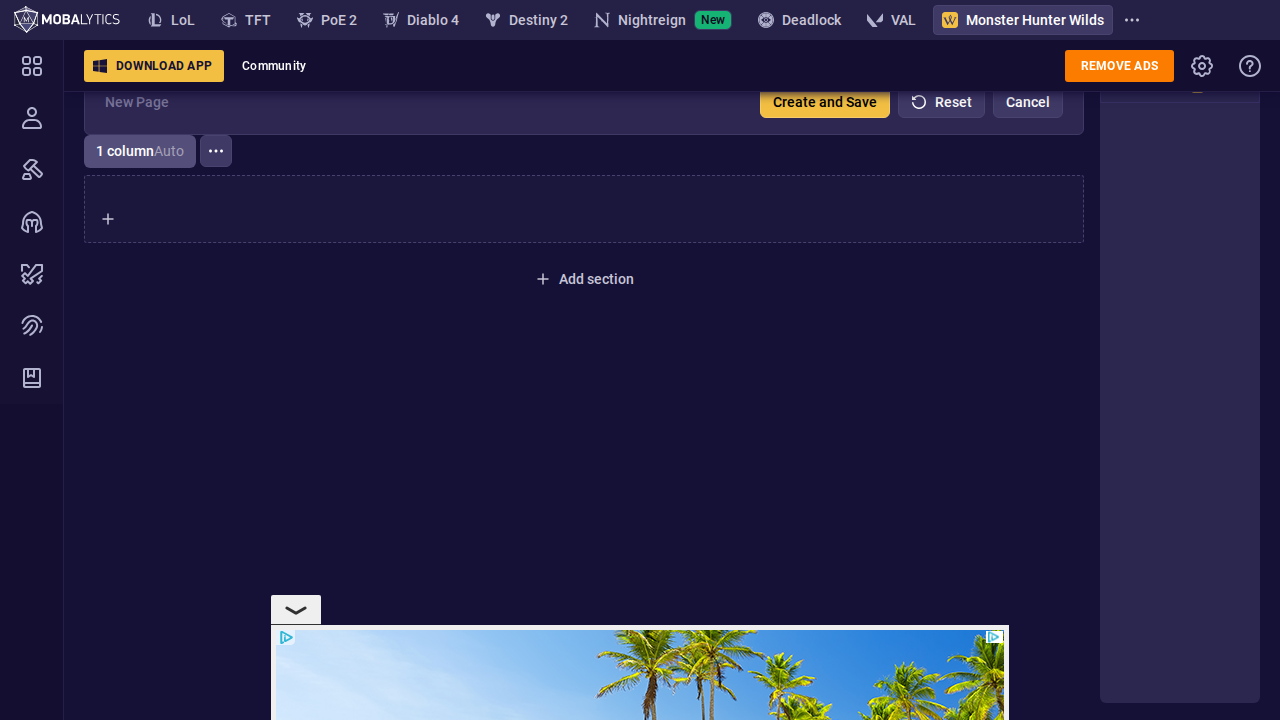 MOBALYTICS LoL TFT PoE 2 Diablo 4 Destiny 2 Nightreign New Deadlock VAL Monster Hunter Wilds
DOWNLOAD APP Community REMOVE ADS
New Page Create and Save Reset Cancel
1 column Auto
Add section